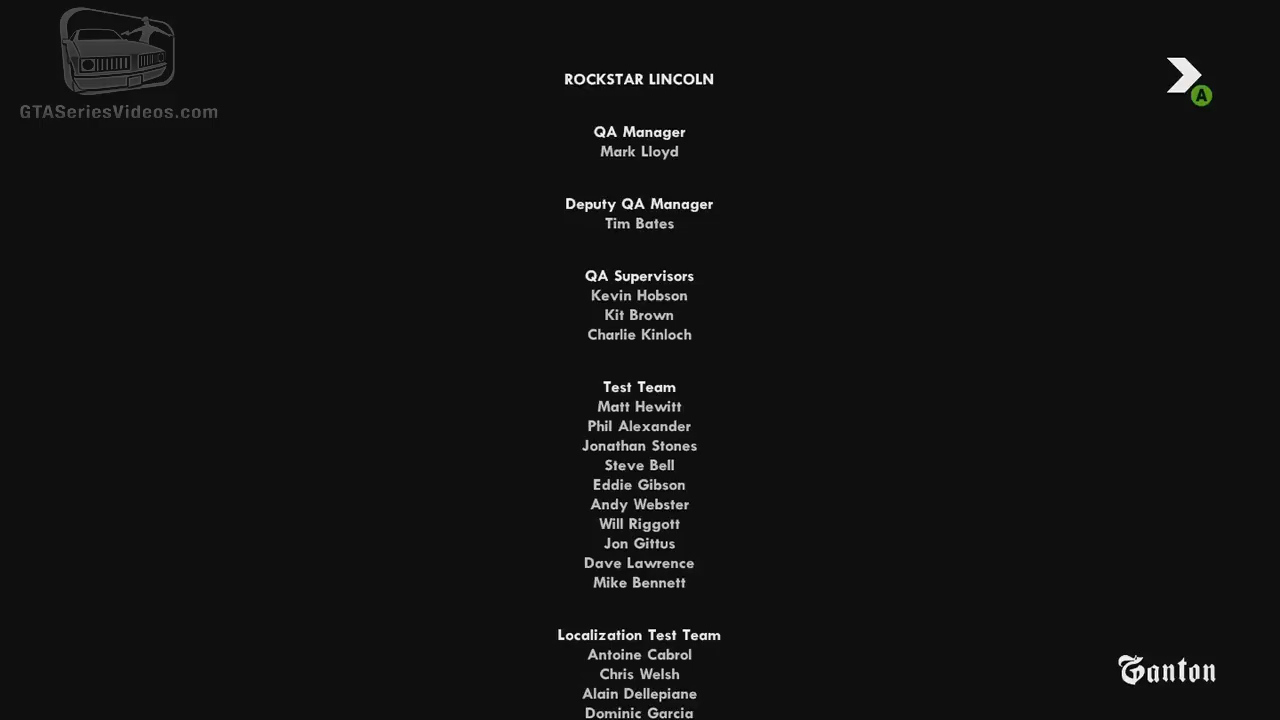 GTASeriesVideos.com
ROCKSTAR LINCOLN
A
QA Manager
Mark Lloyd
Deputy QA Manager
Tim Bates
QA Supervisors
Kevin Hobson
Kit Brown
Charlie Kinloch
Test Team
Matt Hewitt
Phil Alexander
Jonathan Stones
Steve Bell
Eddie Gibson
Andy Webster
Will Riggott
Jon Gittus
Dave Lawrence
Mike Bennett
Localization Test Team
Antoine Cabrol
Chris Welsh
Alain Dellepiane
Dominic Garcia
Ganton